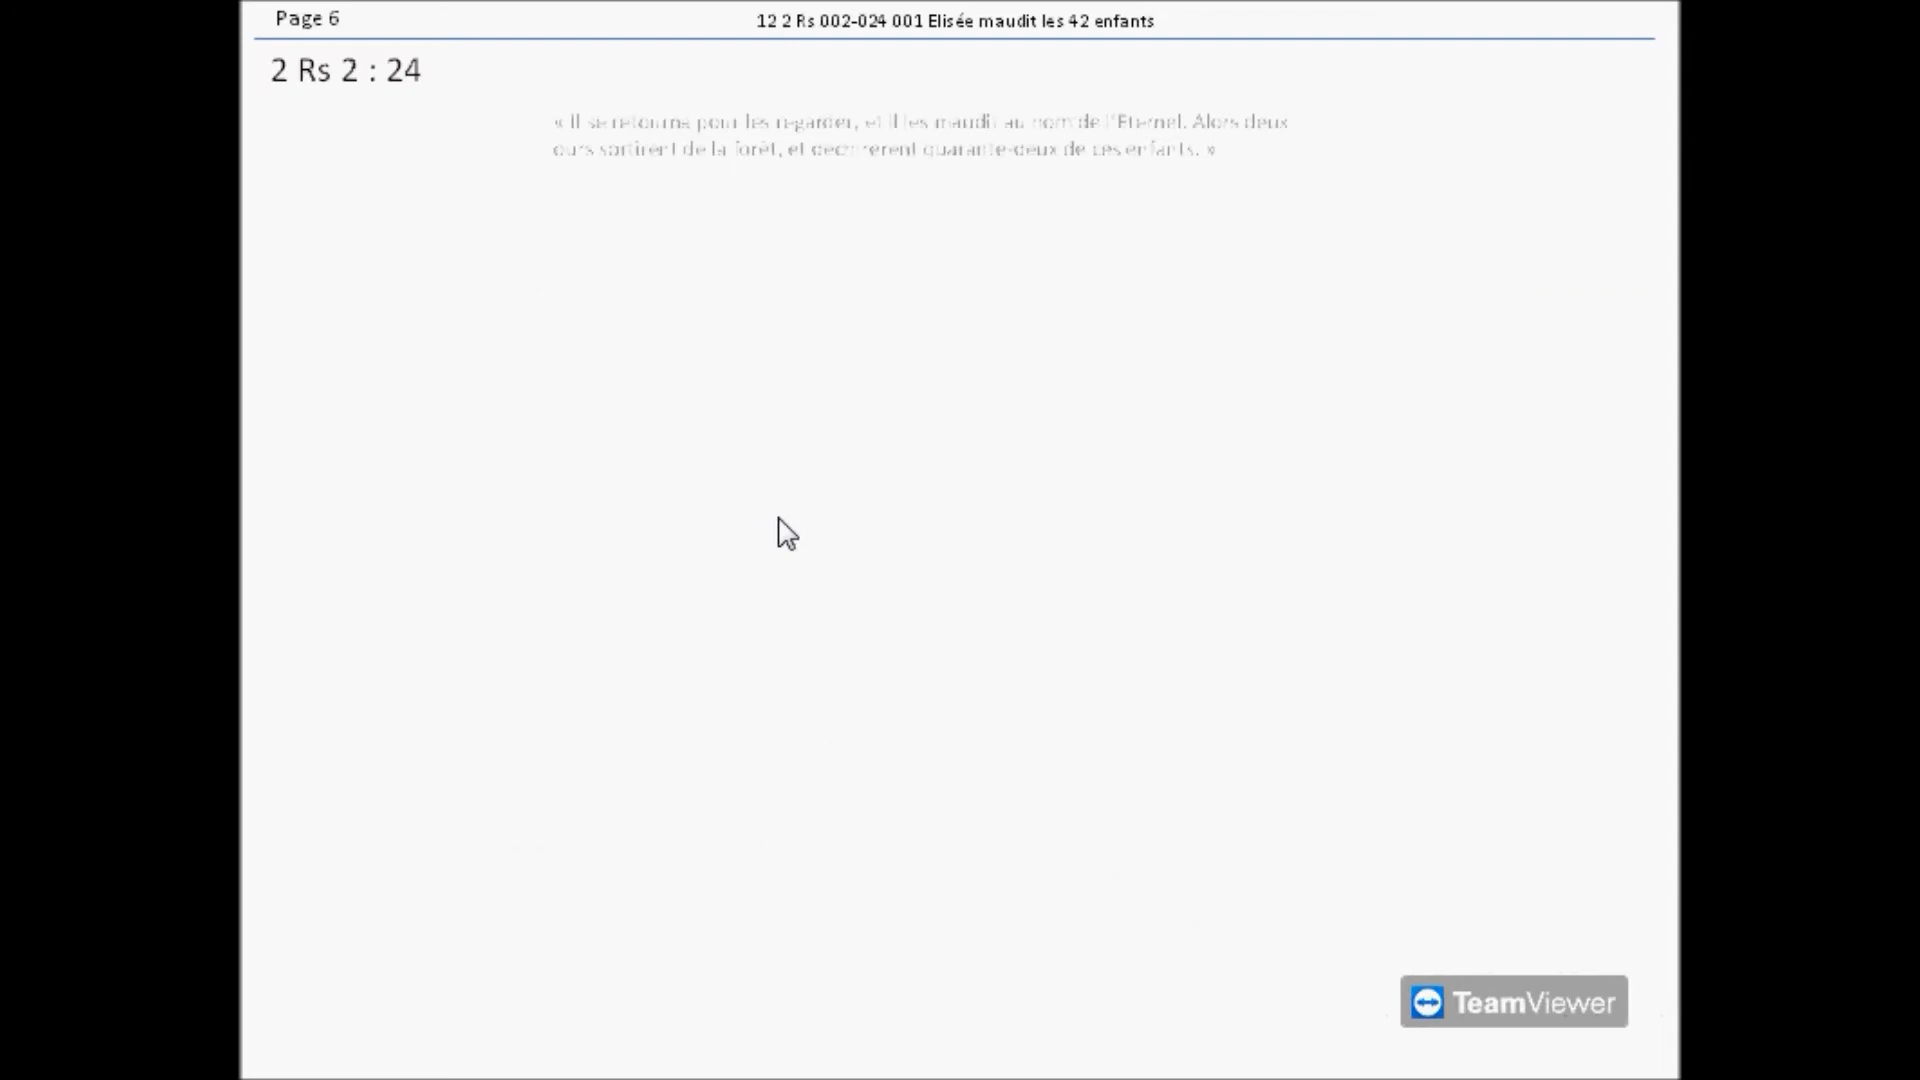 Page 6
12 2 Rs 002-024 001 Elisée maudit les 42 enfants
2 Rs 2 : 24
« Il se retourna pour les regarder, et il les maudit au nom de l'Eternel. Alors deux
ours sortirent de la forêt, et déchirèrent quarante-deux de ces enfants. »
TeamViewer